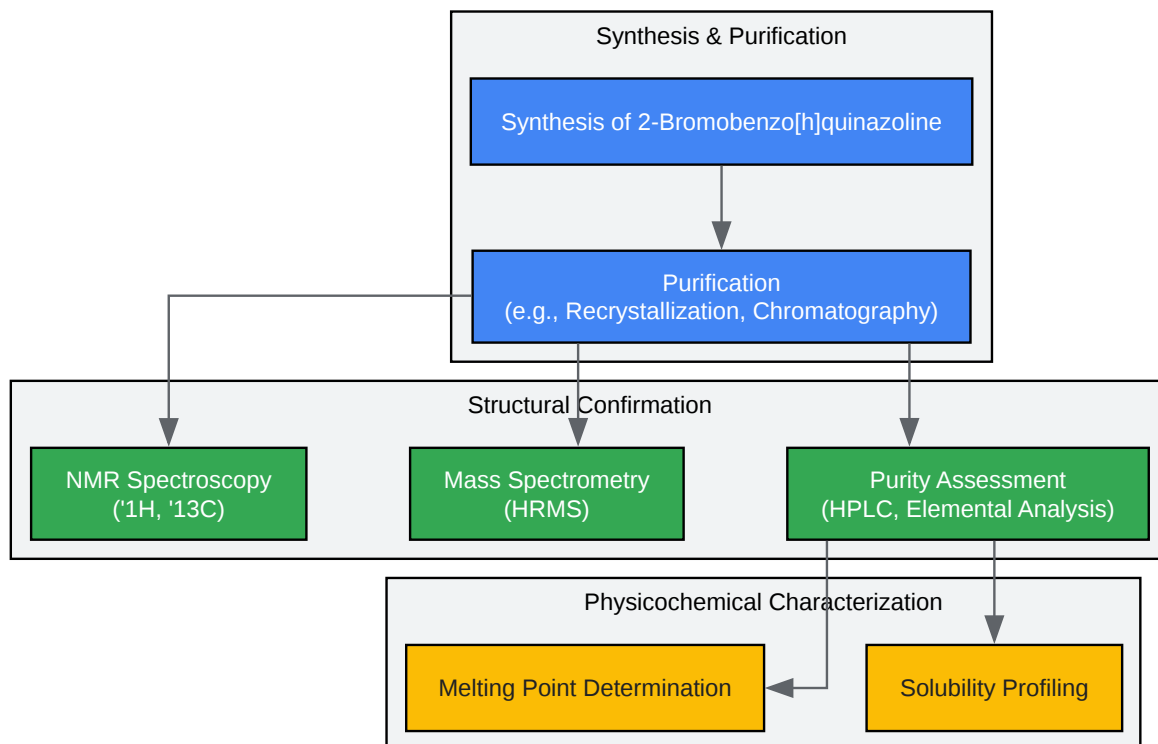 Synthesis & Purification
Synthesis of 2-Bromobenzo[h]quinazoline
Purification
(e.g., Recrystallization, Chromatography)
Structural Confirmation
NMR Spectroscopy
('1H, '13C)
Mass Spectrometry
(HRMS)
Purity Assessment
(HPLC, Elemental Analysis)
Physicochemical Characterization
Melting Point Determination
Solubility Profiling